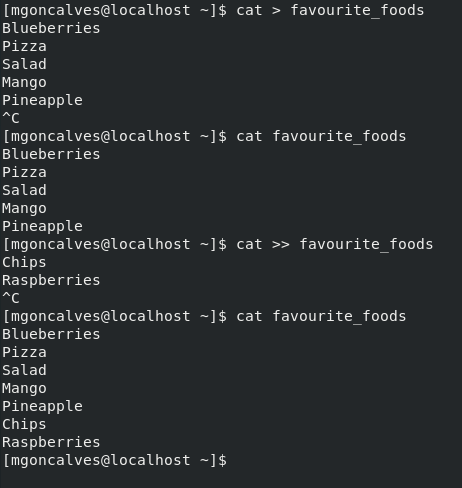 [mgoncalves@localhost ~]$ cat > favourite_foods
Blueberries
Pizza
Salad
Mango
Pineapple
^C
[mgoncalves@localhost ~]$ cat favourite_foods
Blueberries
Pizza
Salad
Mango
Pineapple
[mgoncalves@localhost ~]$ cat >> favourite_foods
Chips
Raspberries
^C
[mgoncalves@localhost ~]$ cat favourite_foods
Blueberries
Pizza
Salad
Mango
Pineapple
Chips
Raspberries
[mgoncalves@localhost ~]$